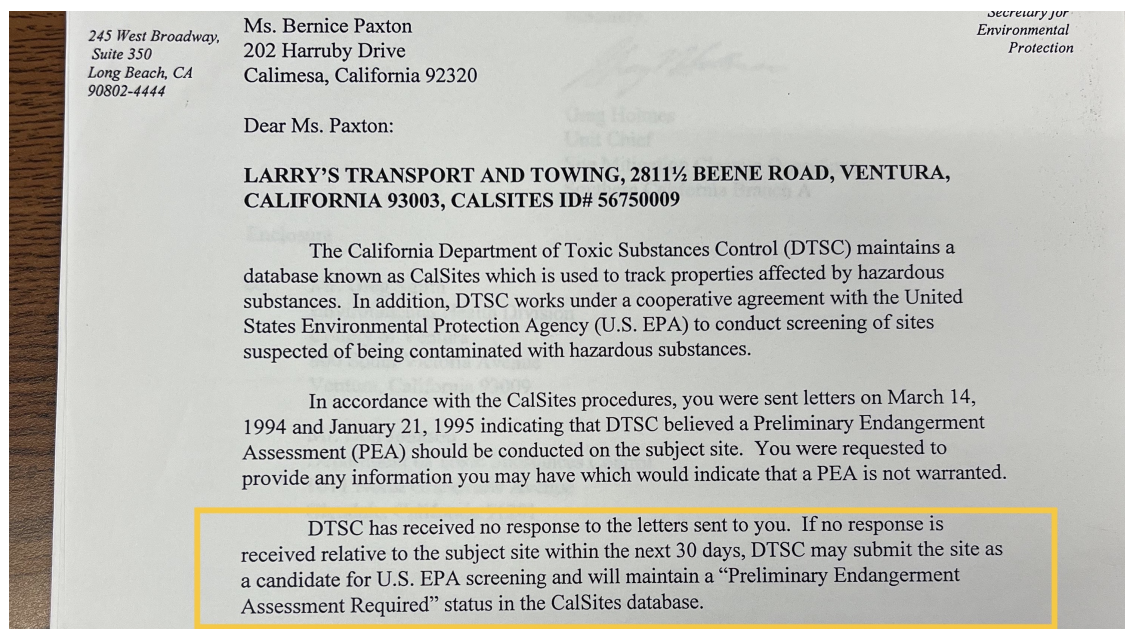 245 West Broadway,
Suite 350
Long Beach, CA
90802-4444
Ms. Bernice Paxton
202 Harruby Drive
Calimesa, California 92320
Secretary for
Environmental
Protection
Dear Ms. Paxton:
LARRY'S TRANSPORT AND TOWING, 2811½ BEENE ROAD, VENTURA,
CALIFORNIA 93003, CALSITES ID# 56750009
The California Department of Toxic Substances Control (DTSC) maintains a
database known as CalSites which is used to track properties affected by hazardous
substances. In addition, DTSC works under a cooperative agreement with the United
States Environmental Protection Agency (U.S. EPA) to conduct screening of sites
suspected of being contaminated with hazardous substances.
In accordance with the CalSites procedures, you were sent letters on March 14,
1994 and January 21, 1995 indicating that DTSC believed a Preliminary Endangerment
Assessment (PEA) should be conducted on the subject site. You were requested to
provide any information you may have which would indicate that a PEA is not warranted.
DTSC has received no response to the letters sent to you. If no response is
received relative to the subject site within the next 30 days, DTSC may submit the site as
a candidate for U.S. EPA screening and will maintain a “Preliminary Endangerment
Assessment Required” status in the CalSites database.
Greg Holmes
Unit Chief
Enclosure